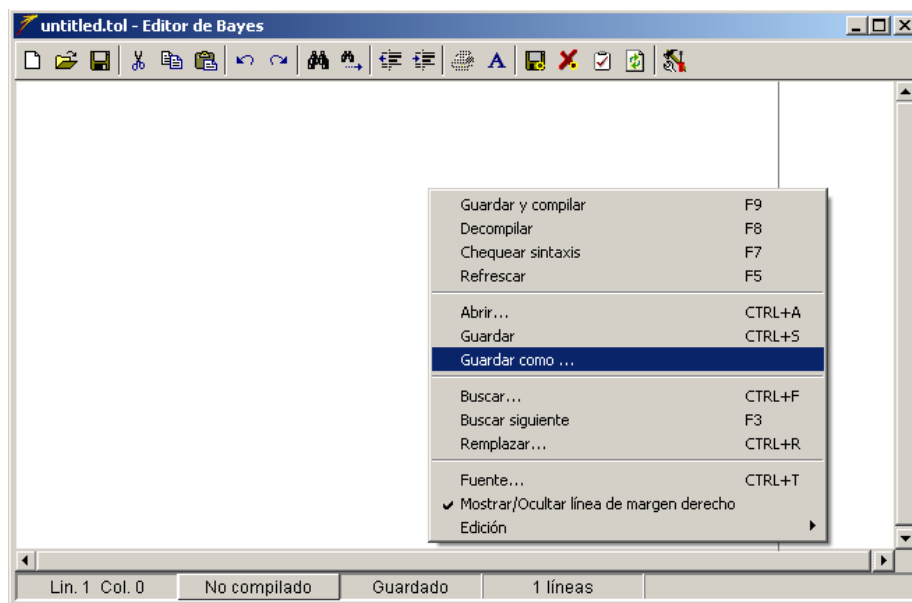 untitled.tol - Editor de Bayes
Guardar y compilar F9
Decompilar F8
Chequear sintaxis F7
Refrescar F5
Abrir... CTRL+A
Guardar CTRL+S
Guardar como ...
Buscar... CTRL+F
Buscar siguiente F3
Remplazar... CTRL+R
Fuente... CTRL+T
Mostrar/Ocultar línea de margen derecho
Edición
Lin. 1 Col. 0 No compilado Guardado 1 líneas